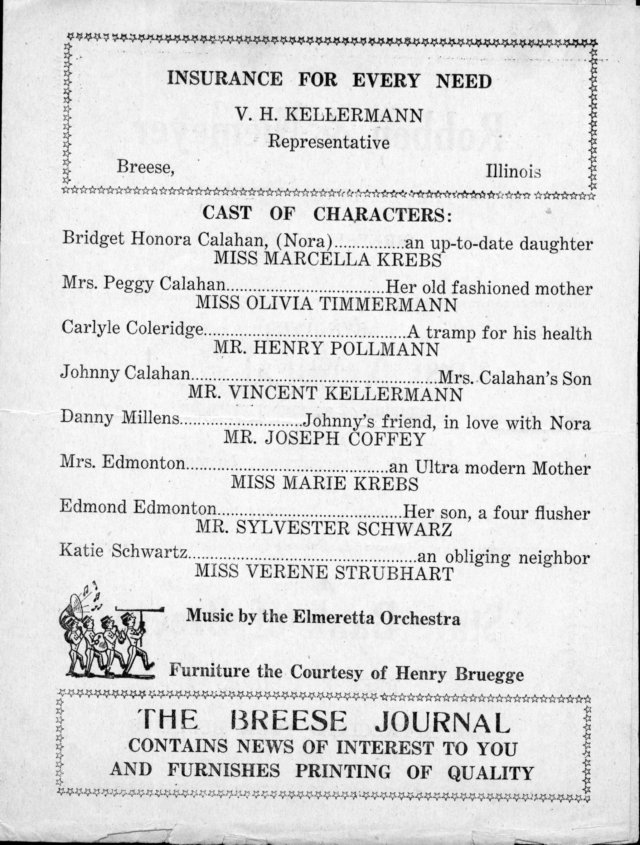 INSURANCE FOR EVERY NEED
V. H. KELLERMANN
Representative
Breese, Illinois
CAST OF CHARACTERS:
Bridget Honora Calahan, (Nora)................an up-to-date daughter
MISS MARCELLA KREBS
Mrs. Peggy Calahan...................................Her old fashioned mother
MISS OLIVIA TIMMERMANN
Carlyle Coleridge.............................................A tramp for his health
MR. HENRY POLLMANN
Johnny Calahan.......................................................Mrs. Calahan's Son
MR. VINCENT KELLERMANN
Danny Millens...........................Johnny's friend, in love with Nora
MR. JOSEPH COFFEY
Mrs. Edmonton.............................................an Ultra modern Mother
MISS MARIE KREBS
Edmond Edmonton.........................................Her son, a four flusher
MR. SYLVESTER SCHWARZ
Katie Schwartz...................................................an obliging neighbor
MISS VERENE STRUBHART
Music by the Elmeretta Orchestra
Furniture the Courtesy of Henry Bruegge
THE BREESE JOURNAL
CONTAINS NEWS OF INTEREST TO YOU
AND FURNISHES PRINTING OF QUALITY